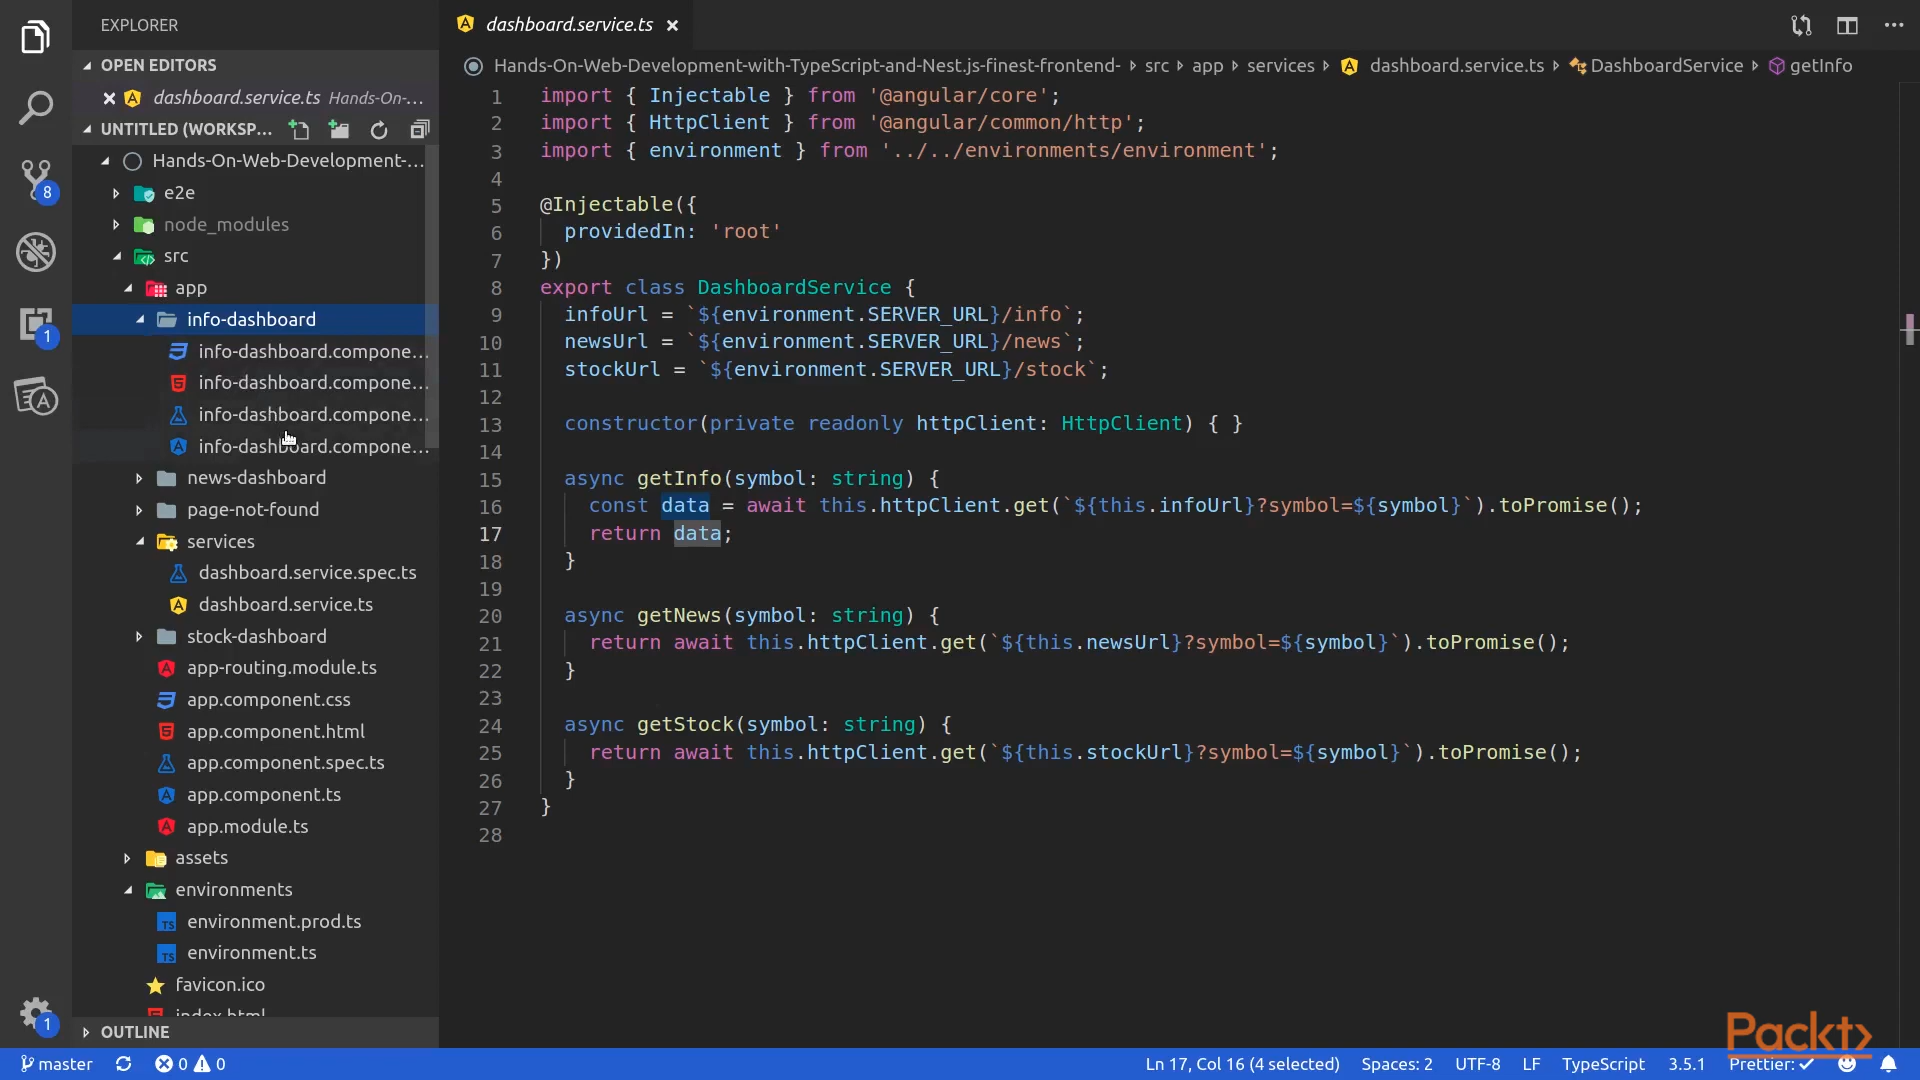 EXPLORER
OPEN EDITORS
dashboard.service.ts Hands-On-...
UNTITLED (WORKSP...
Hands-On-Web-Development-...
e2e
node_modules
src
app
info-dashboard
info-dashboard.compone...
info-dashboard.compone...
info-dashboard.compone...
info-dashboard.compone...
news-dashboard
page-not-found
services
dashboard.service.spec.ts
dashboard.service.ts
stock-dashboard
app-routing.module.ts
app.component.css
app.component.html
app.component.spec.ts
app.component.ts
app.module.ts
assets
environments
environment.prod.ts
environment.ts
favicon.ico
index.html
OUTLINE
8
1
1
dashboard.service.ts
Hands-On-Web-Development-with-TypeScript-and-Nest.js-finest-frontend- src app services dashboard.service.ts DashboardService getInfo
1 import { Injectable } from '@angular/core';
2 import { HttpClient } from '@angular/common/http';
3 import { environment } from '../../environments/environment';
4
5 @Injectable({
6 providedIn: 'root'
7 })
8 export class DashboardService {
9 infoUrl = `${environment.SERVER_URL}/info`;
10 newsUrl = `${environment.SERVER_URL}/news`;
11 stockUrl = `${environment.SERVER_URL}/stock`;
12
13 constructor(private readonly httpClient: HttpClient) { }
14
15 async getInfo(symbol: string) {
16 const data = await this.httpClient.get(`${this.infoUrl}?symbol=${symbol}`).toPromise();
17 return data;
18 }
19
20 async getNews(symbol: string) {
21 return await this.httpClient.get(`${this.newsUrl}?symbol=${symbol}`).toPromise();
22 }
23
24 async getStock(symbol: string) {
25 return await this.httpClient.get(`${this.stockUrl}?symbol=${symbol}`).toPromise();
26 }
27 }
28
Packt>
master 0 0 Ln 17, Col 16 (4 selected) Spaces: 2 UTF-8 LF TypeScript 3.5.1 Prettier: ✓